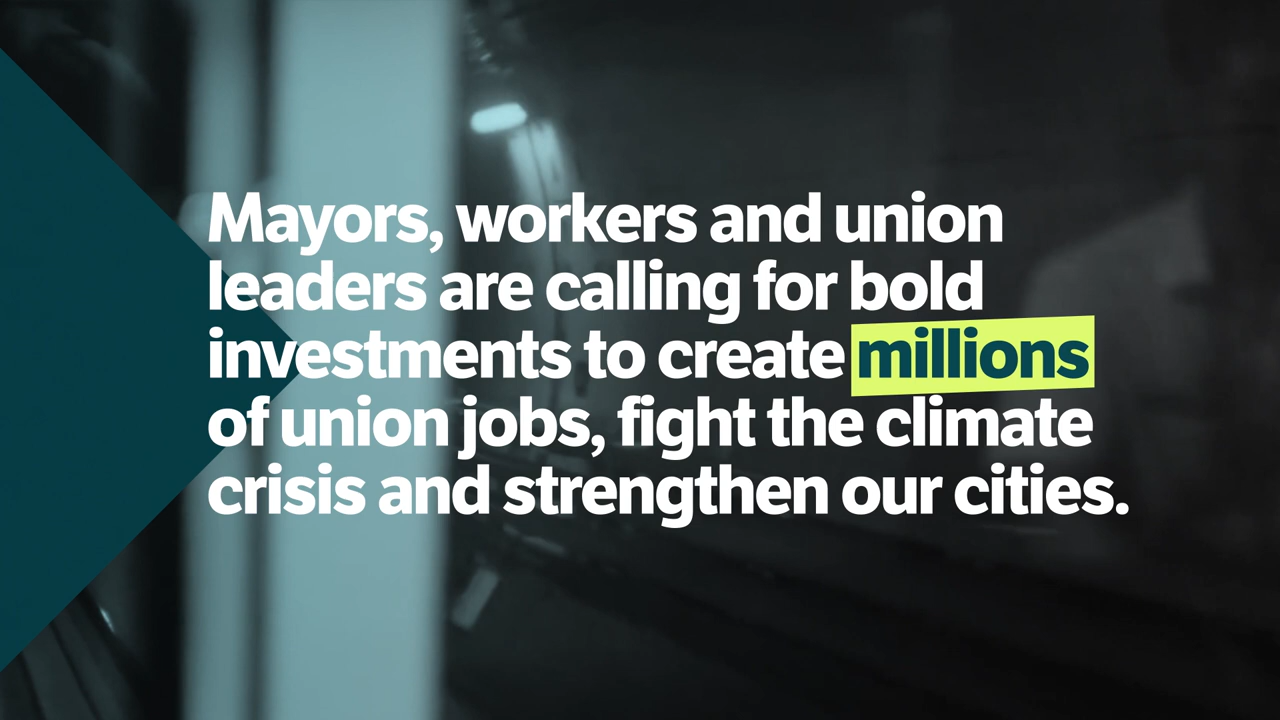 Mayors, workers and union
leaders are calling for bold
investments to create millions
of union jobs, fight the climate
crisis and strengthen our cities.